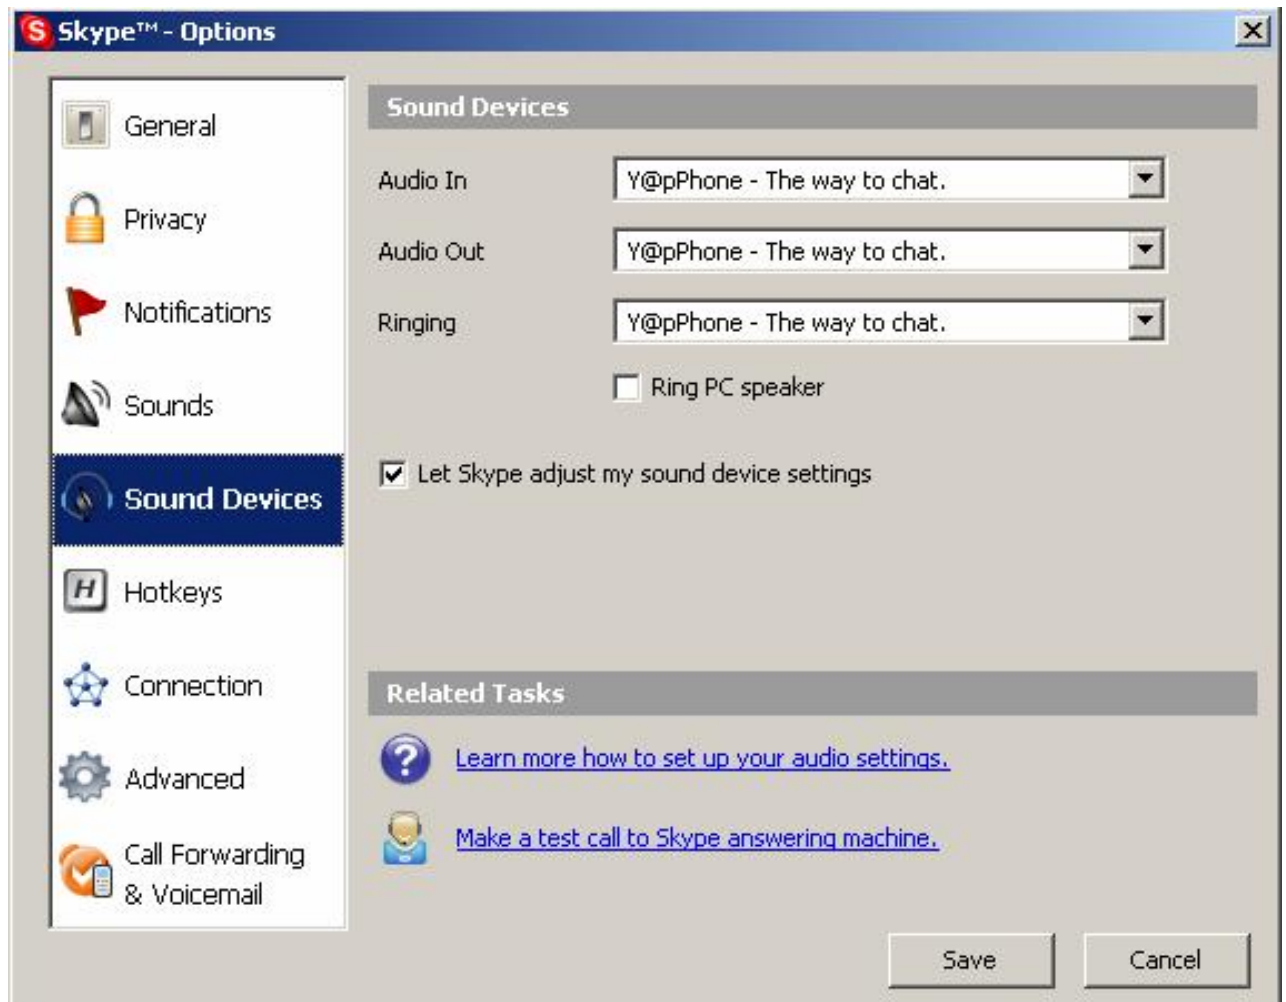 Skype™ - Options
General
Privacy
Notifications
Sounds
Sound Devices
Hotkeys
Connection
Advanced
Call Forwarding
& Voicemail
Sound Devices
Audio In Y@pPhone - The way to chat.
Audio Out Y@pPhone - The way to chat.
Ringing Y@pPhone - The way to chat.
Ring PC speaker
Let Skype adjust my sound device settings
Related Tasks
Learn more how to set up your audio settings.
Make a test call to Skype answering machine.
Save Cancel